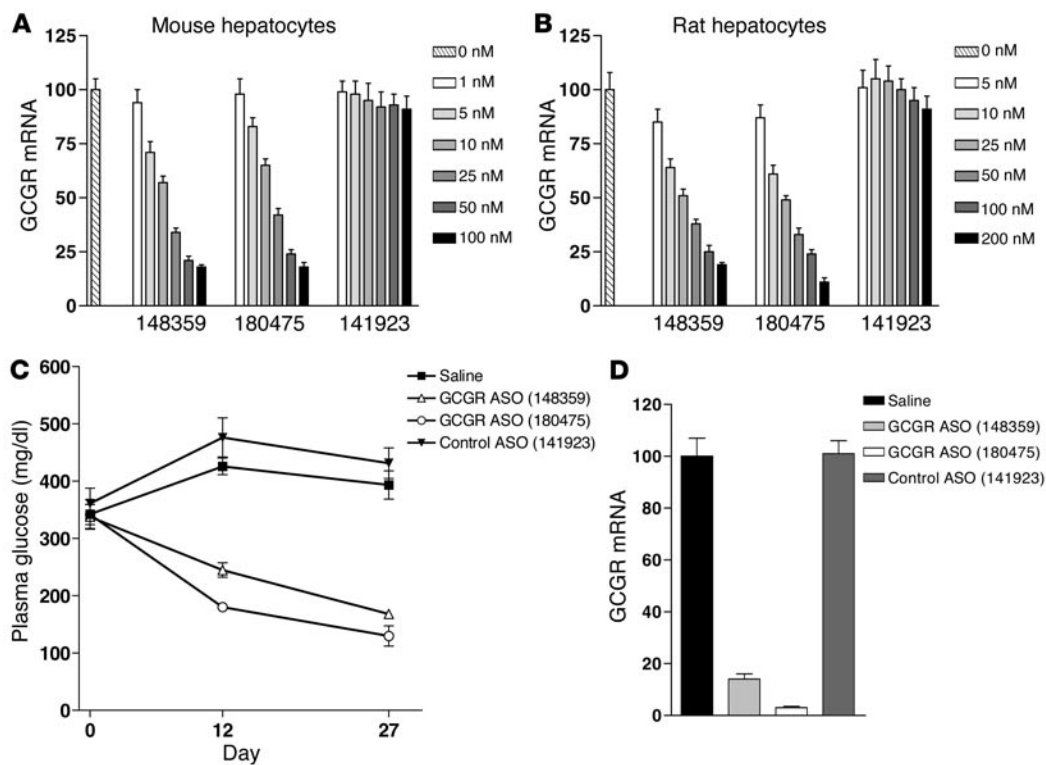 A
Mouse hepatocytes
GCGR mRNA
125
100
75
50
25
0
148359
180475
141923
0 nM
1 nM
5 nM
10 nM
25 nM
50 nM
100 nM
B
Rat hepatocytes
GCGR mRNA
125
100
75
50
25
0
148359
180475
141923
0 nM
5 nM
10 nM
25 nM
50 nM
100 nM
200 nM
C
Plasma glucose (mg/dl)
600
500
400
300
200
100
0
0
12
27
Day
Saline
GCGR ASO (148359)
GCGR ASO (180475)
Control ASO (141923)
D
GCGR mRNA
120
100
80
60
40
20
0
Saline
GCGR ASO (148359)
GCGR ASO (180475)
Control ASO (141923)